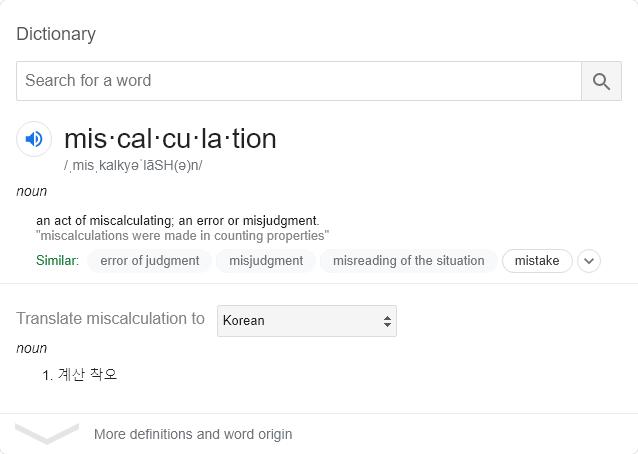 Dictionary
Search for a word
mis·cal·cu·la·tion
/ˌmisˌkalkyəˈlāSH(ə)n/
noun
an act of miscalculating; an error or misjudgment.
"miscalculations were made in counting properties"
Similar: error of judgment misjudgment misreading of the situation mistake
Translate miscalculation to Korean
noun
1. 계산 착오
More definitions and word origin